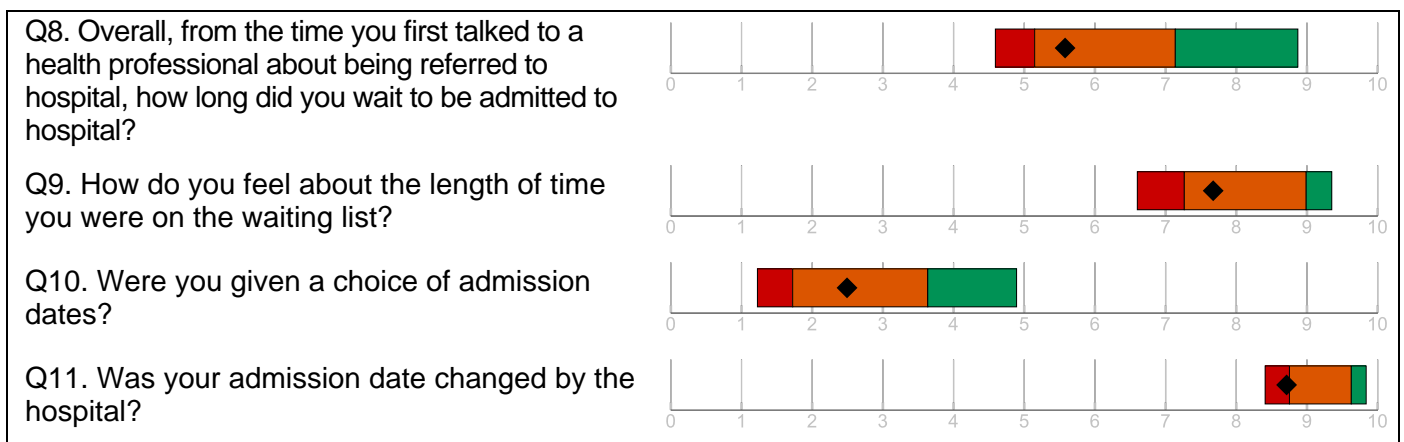 Q8. Overall, from the time you first talked to a
health professional about being referred to
hospital, how long did you wait to be admitted to
hospital?
0 1 2 3 4 5 6 7 8 9 10
Q9. How do you feel about the length of time
you were on the waiting list?
0 1 2 3 4 5 6 7 8 9 10
Q10. Were you given a choice of admission
dates?
0 1 2 3 4 5 6 7 8 9 10
Q11. Was your admission date changed by the
hospital?
0 1 2 3 4 5 6 7 8 9 10